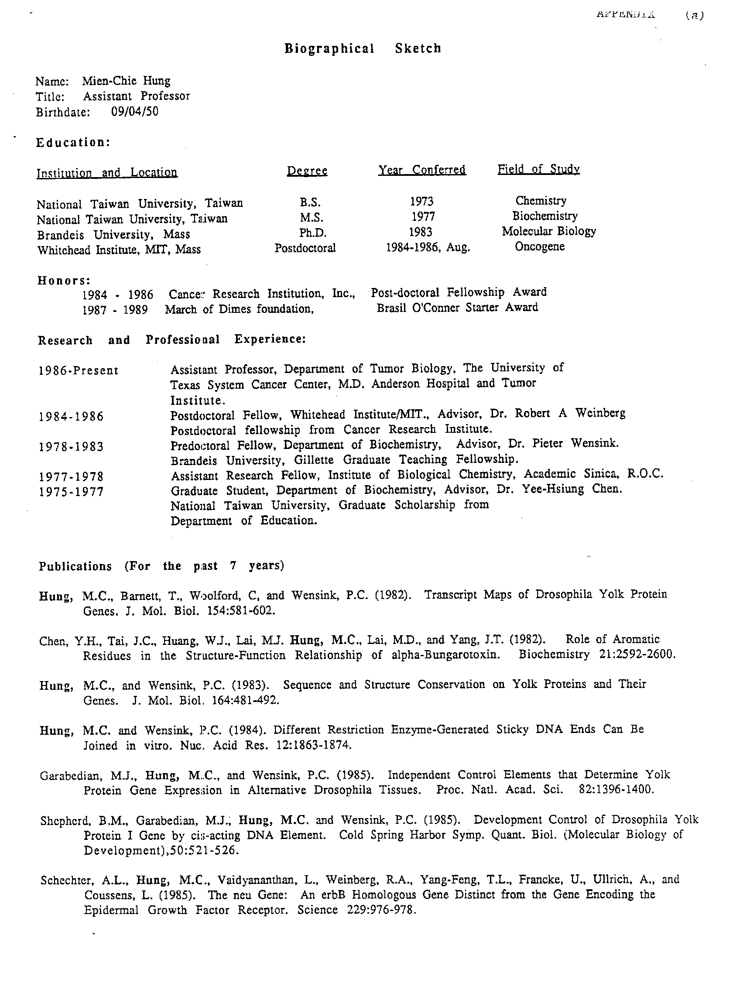 APPENDIX (a)
Biographical Sketch
Name: Mien-Chie Hung
Title: Assistant Professor
Birthdate: 09/04/50
Education:
Institution and Location Degree Year Conferred Field of Study
National Taiwan University, Taiwan B.S. 1973 Chemistry
National Taiwan University, Taiwan M.S. 1977 Biochemistry
Brandeis University, Mass Ph.D. 1983 Molecular Biology
Whitehead Institute, MIT, Mass Postdoctoral 1984-1986, Aug. Oncogene
Honors:
1984 - 1986 Cancer Research Institution, Inc., Post-doctoral Fellowship Award
1987 - 1989 March of Dimes foundation, Brasil O'Conner Starter Award
Research and Professional Experience:
1986-Present Assistant Professor, Department of Tumor Biology, The University of
Texas System Cancer Center, M.D. Anderson Hospital and Tumor
Institute.
1984-1986 Postdoctoral Fellow, Whitehead Institute/MIT., Advisor, Dr. Robert A Weinberg
Postdoctoral fellowship from Cancer Research Institute.
1978-1983 Predoctoral Fellow, Department of Biochemistry, Advisor, Dr. Pieter Wensink.
Brandeis University, Gillette Graduate Teaching Fellowship.
1977-1978 Assistant Research Fellow, Institute of Biological Chemistry, Academic Sinica, R.O.C.
1975-1977 Graduate Student, Department of Biochemistry, Advisor, Dr. Yee-Hsiung Chen.
National Taiwan University, Graduate Scholarship from
Department of Education.
Publications (For the past 7 years)
Hung, M.C., Barnett, T., Woolford, C, and Wensink, P.C. (1982). Transcript Maps of Drosophila Yolk Protein
Genes. J. Mol. Biol. 154:581-602.
Chen, Y.H., Tai, J.C., Huang, W.J., Lai, M.J. Hung, M.C., Lai, M.D., and Yang, J.T. (1982). Role of Aromatic
Residues in the Structure-Function Relationship of alpha-Bungarotoxin. Biochemistry 21:2592-2600.
Hung, M.C., and Wensink, P.C. (1983). Sequence and Structure Conservation on Yolk Proteins and Their
Genes. J. Mol. Biol. 164:481-492.
Hung, M.C. and Wensink, P.C. (1984). Different Restriction Enzyme-Generated Sticky DNA Ends Can Be
Joined in vitro. Nuc. Acid Res. 12:1863-1874.
Garabedian, M.J., Hung, M.C., and Wensink, P.C. (1985). Independent Control Elements that Determine Yolk
Protein Gene Expression in Alternative Drosophila Tissues. Proc. Natl. Acad. Sci. 82:1396-1400.
Shepherd, B.M., Garabedian, M.J., Hung, M.C. and Wensink, P.C. (1985). Development Control of Drosophila Yolk
Protein I Gene by cis-acting DNA Element. Cold Spring Harbor Symp. Quant. Biol. (Molecular Biology of
Development),50:521-526.
Schechter, A.L., Hung, M.C., Vaidyananthan, L., Weinberg, R.A., Yang-Feng, T.L., Francke, U., Ullrich, A., and
Coussens, L. (1985). The neu Gene: An erbB Homologous Gene Distinct from the Gene Encoding the
Epidermal Growth Factor Receptor. Science 229:976-978.